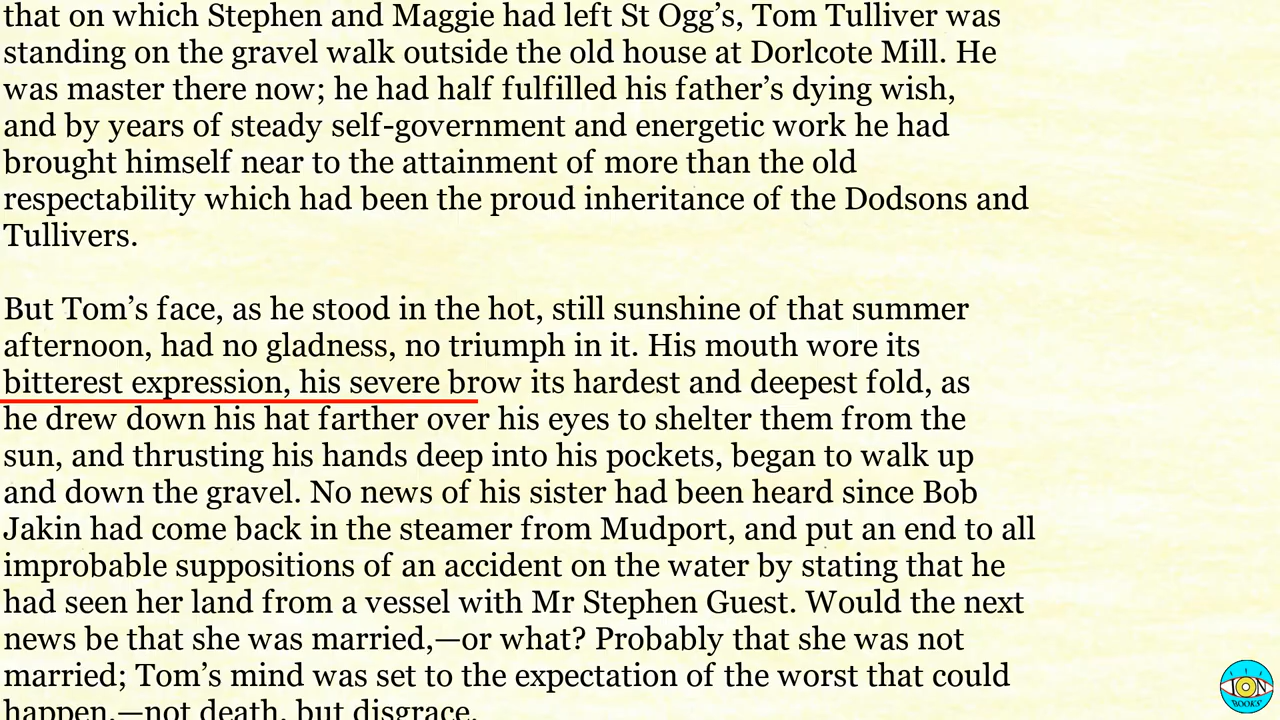 that on which Stephen and Maggie had left St Ogg’s, Tom Tulliver was
standing on the gravel walk outside the old house at Dorlcote Mill. He
was master there now; he had half fulfilled his father’s dying wish,
and by years of steady self-government and energetic work he had
brought himself near to the attainment of more than the old
respectability which had been the proud inheritance of the Dodsons and
Tullivers.
But Tom’s face, as he stood in the hot, still sunshine of that summer
afternoon, had no gladness, no triumph in it. His mouth wore its
bitterest expression, his severe brow its hardest and deepest fold, as
he drew down his hat farther over his eyes to shelter them from the
sun, and thrusting his hands deep into his pockets, began to walk up
and down the gravel. No news of his sister had been heard since Bob
Jakin had come back in the steamer from Mudport, and put an end to all
improbable suppositions of an accident on the water by stating that he
had seen her land from a vessel with Mr Stephen Guest. Would the next
news be that she was married,—or what? Probably that she was not
married; Tom’s mind was set to the expectation of the worst that could
happen,—not death, but disgrace.
ION
BOOKS